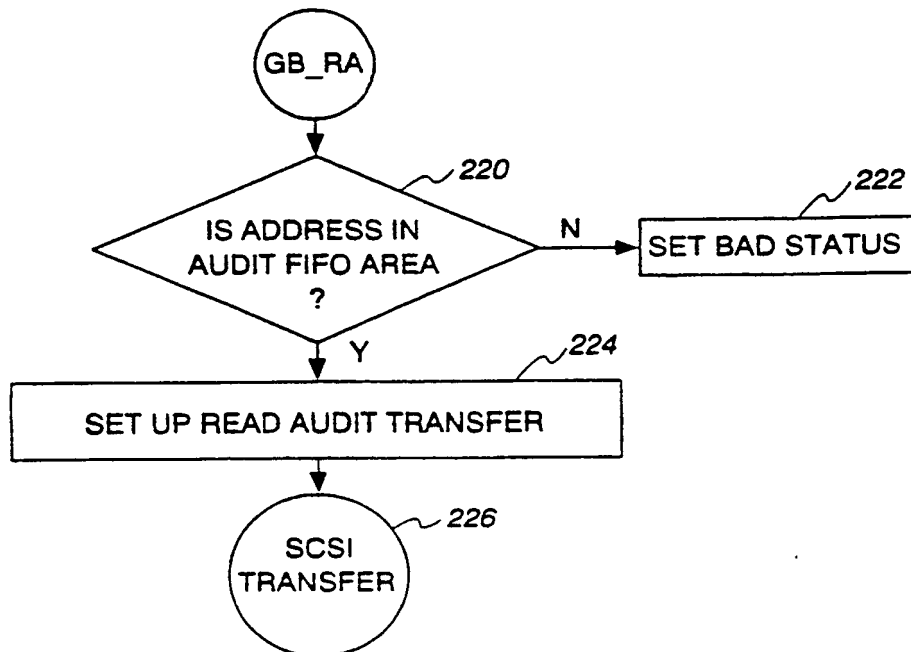 GB_RA
220
IS ADDRESS IN
AUDIT FIFO AREA
?
N
222
SET BAD STATUS
Y
224
SET UP READ AUDIT TRANSFER
226
SCSI
TRANSFER